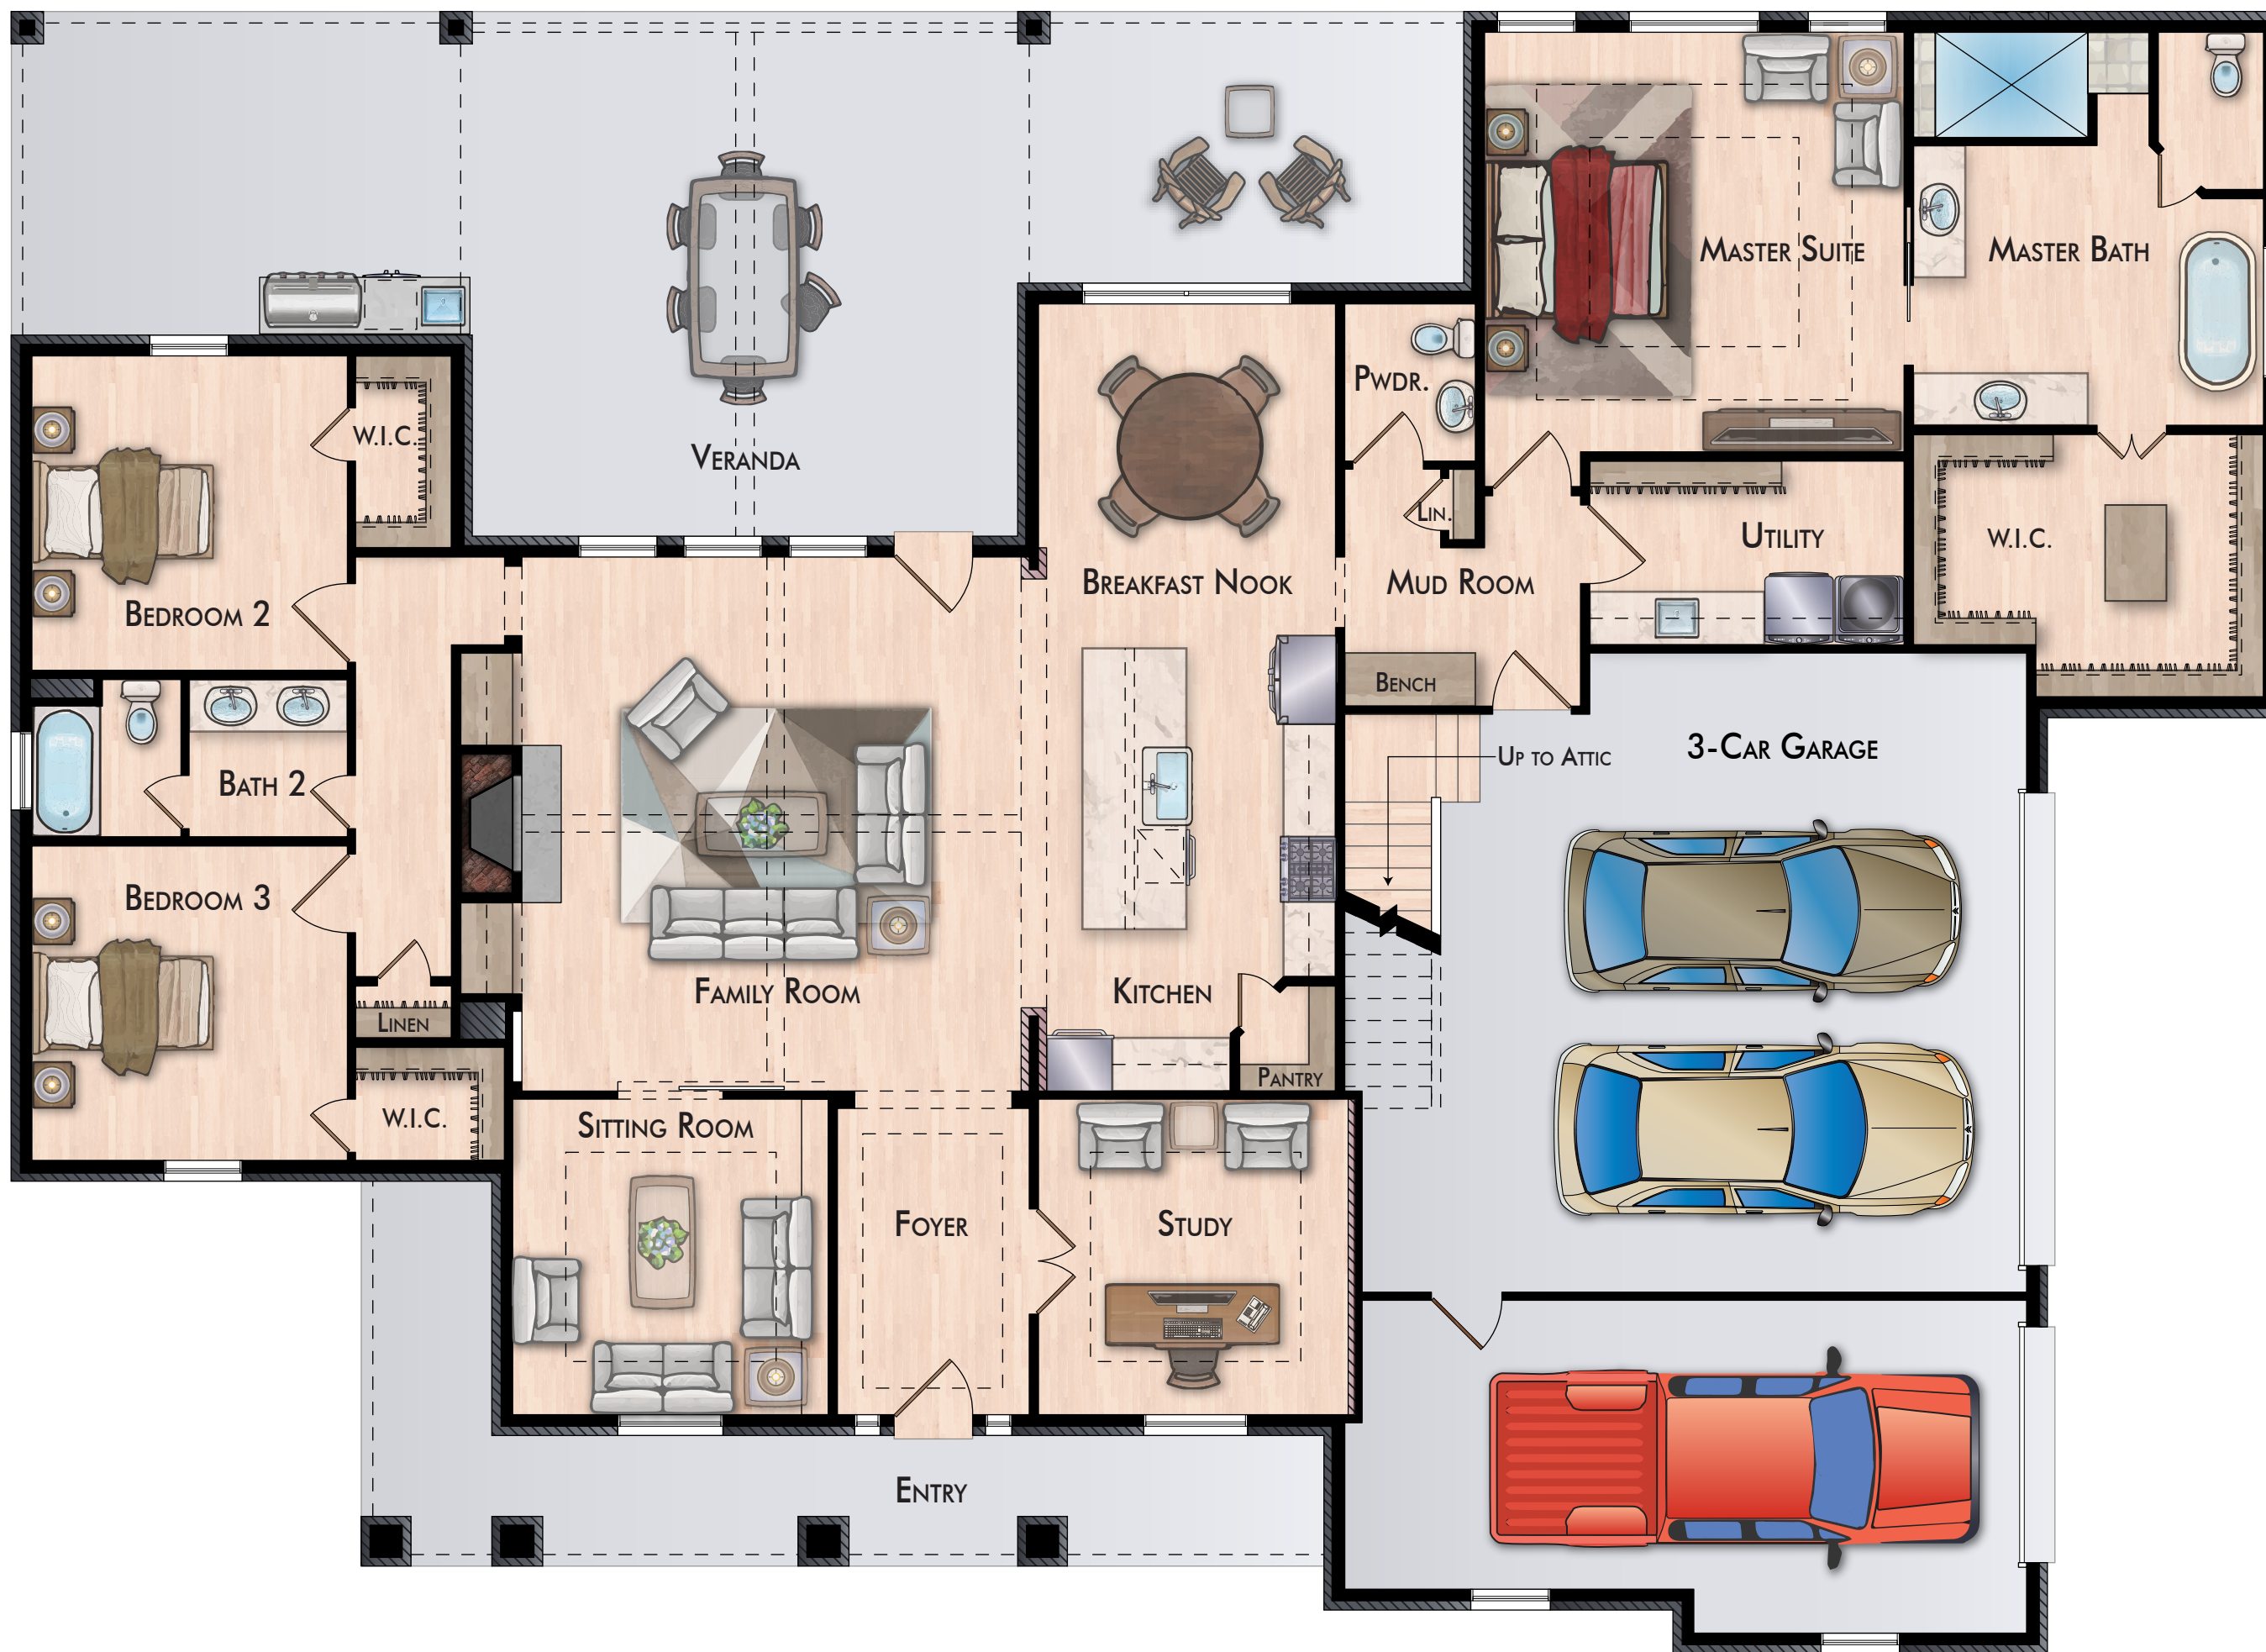 Master Suite
Master Bath
Pwdr.
W.I.C.
Veranda
Lin.
Utility
W.I.C.
Bedroom 2
Breakfast Nook
Mud Room
Bench
Up to Attic
3-Car Garage
Bath 2
Bedroom 3
Family Room
Kitchen
Linen
Pantry
W.I.C.
Sitting Room
Foyer
Study
Entry